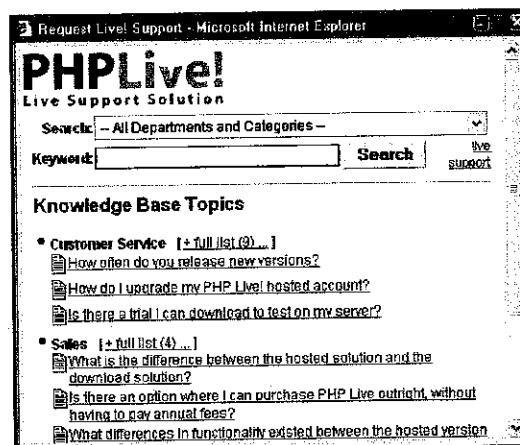 Request Live! Support - Microsoft Internet Explorer
PHPLive!
Live Support Solution
Search: -- All Departments and Categories --
Keyword: Search live
support
Knowledge Base Topics
Customer Service [+ full list (9) ... ]
How often do you release new versions?
How do I upgrade my PHP Live! hosted account?
Is there a trial I can download to test on my server?
Sales [+ full list (4) ... ]
What is the difference between the hosted solution and the
download solution?
Is there an option where I can purchase PHP Live outright, without
having to pay annual fees?
What differences in functionality existed between the hosted version